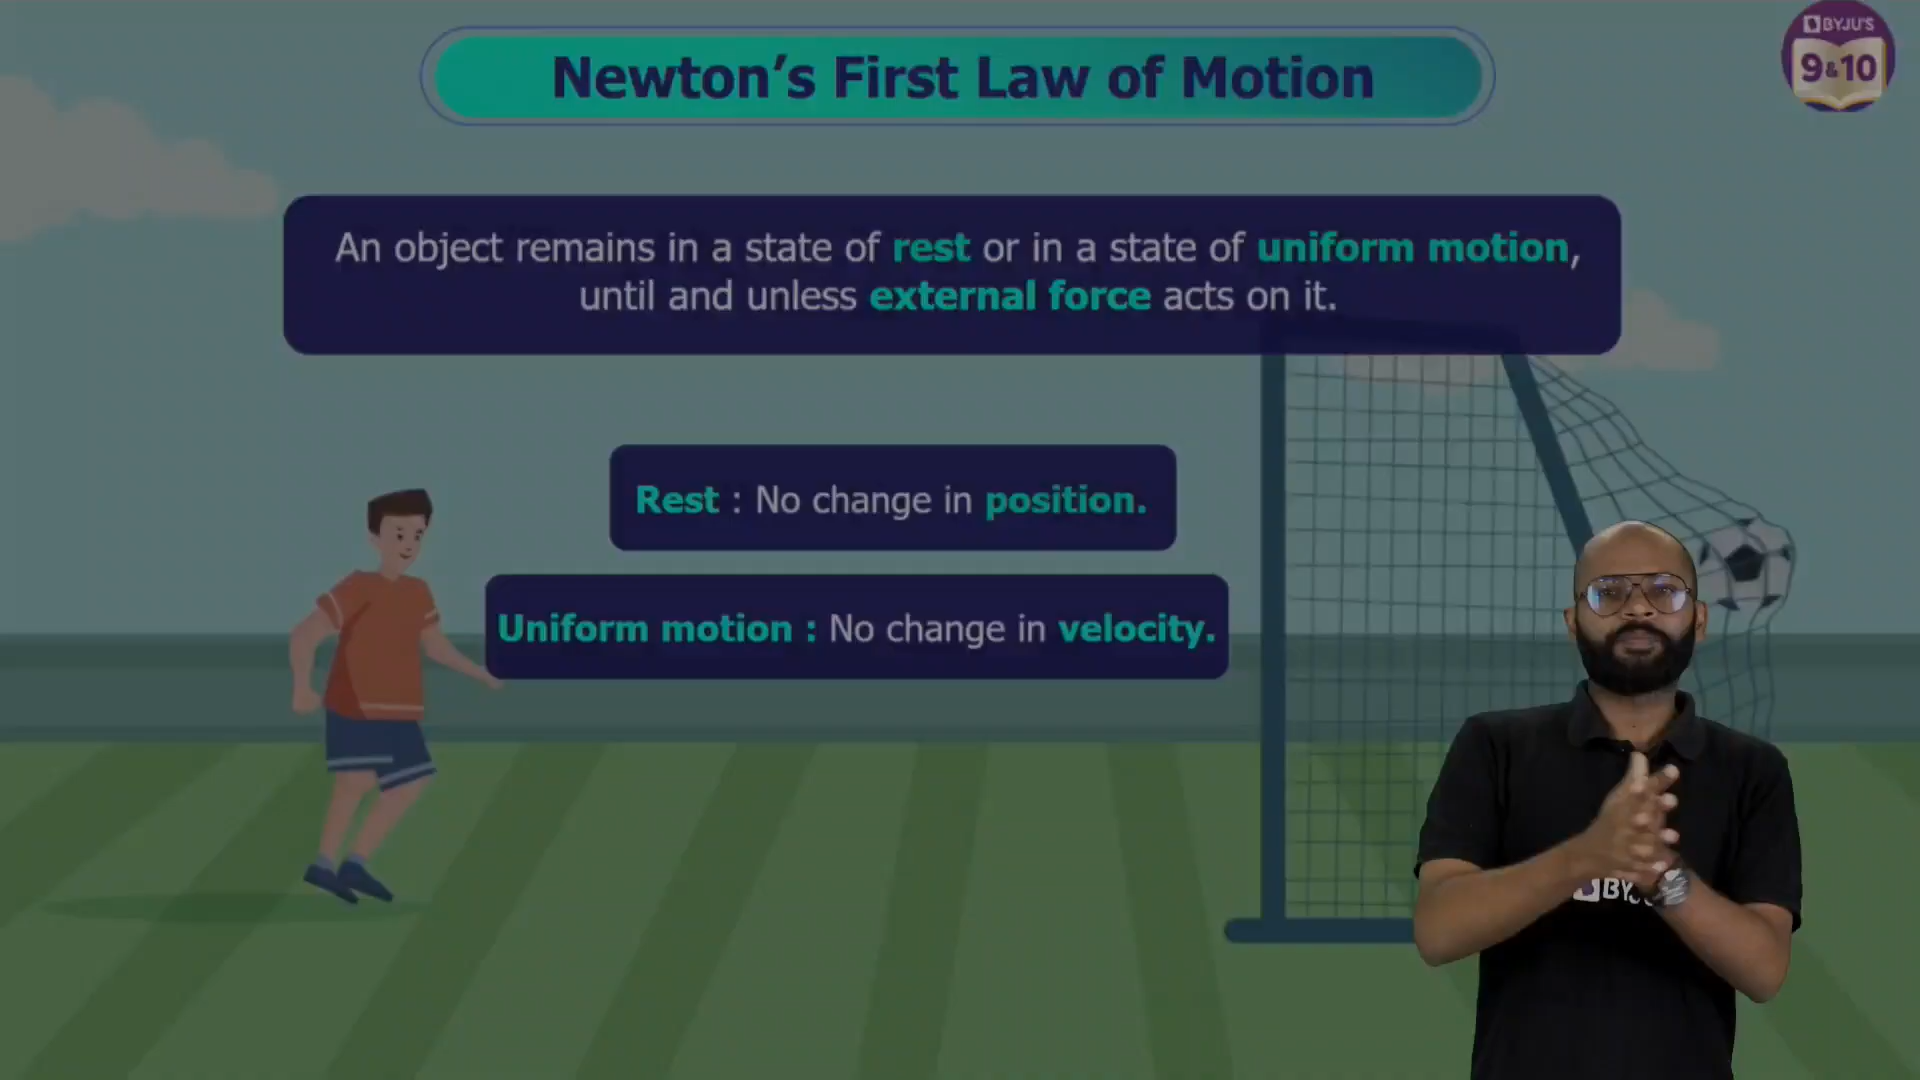 BYJU'S
Newton's First Law of Motion
9&10
An object remains in a state of rest or in a state of uniform motion,
until and unless external force acts on it.
Rest : No change in position.
Uniform motion : No change in velocity.